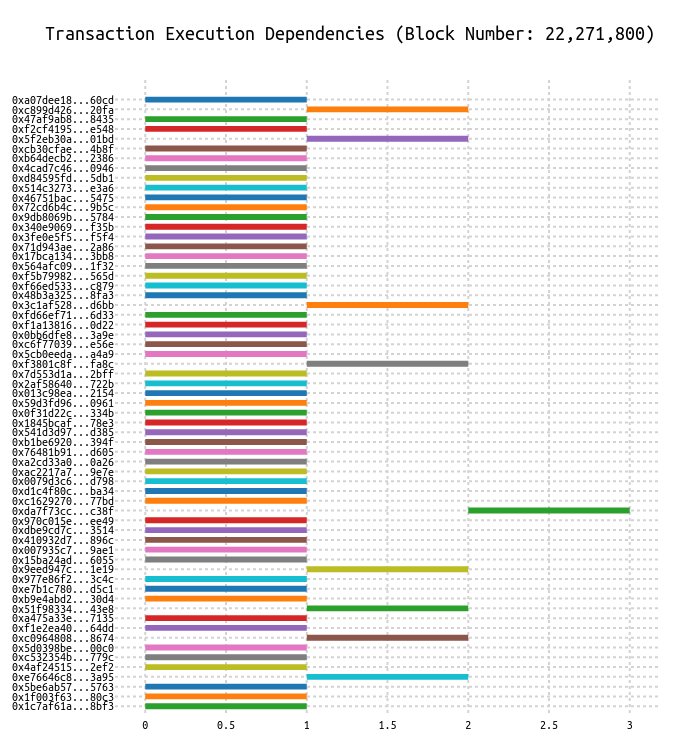 Transaction Execution Dependencies (Block Number: 22,271,800)
0xa07dee18...60cd
0xc899d426...20fa
0x47af9ab8...8435
0xf2cf4195...e548
0x5f2eb30a...01bd
0xcb30cfae...4b8f
0xb64decb2...2386
0x4cad7c46...0946
0xd84595fd...5db1
0x514c3273...e3a6
0x46751bac...5475
0x72cd6b4c...9b5c
0x9db8069b...5784
0x340e9069...f35b
0x3fe0e5f5...f5f4
0x71d943ae...2a86
0x17bca134...3bb8
0x564afc09...1f32
0xf5b79982...565d
0xf66ed533...c879
0x48b3a325...8fa3
0x3c1af528...d6bb
0xfd66ef71...6d33
0xf1a13816...0d22
0x0bb6dfe8...3a9e
0xc6f77039...e56e
0x5cb0eeda...a4a9
0xf3801c8f...fa8c
0x7d553d1a...2bff
0x2af58640...722b
0x013c98ea...2154
0x59d3fd96...0961
0x0f31d22c...334b
0x1845bcaf...78e3
0x541d3d97...d385
0xb1be6920...394f
0x76481b91...d605
0xa2cd33a0...0a26
0xac2217a7...9e7e
0x0079d3c6...d798
0xd1c4f80c...ba34
0xc1629270...77bd
0xda7f73cc...c38f
0x970c015e...ee49
0xdbe9cd7c...3514
0x410932d7...896c
0x007935c7...9ae1
0x15ba24ad...6055
0x9eed947c...1e19
0x977e86f2...3c4c
0xe7b1c780...d5c1
0xb9e4abd2...30d4
0x51f98334...43e8
0xa475a33e...7135
0xf1e2ea40...64dd
0xc0964808...8674
0x5d0398be...00c0
0xc532354b...779c
0x4af24515...2ef2
0xe76646c8...3a95
0x5be6ab57...5763
0x1f003f63...80c3
0x1c7af61a...8bf3
0 0.5 1 1.5 2 2.5 3